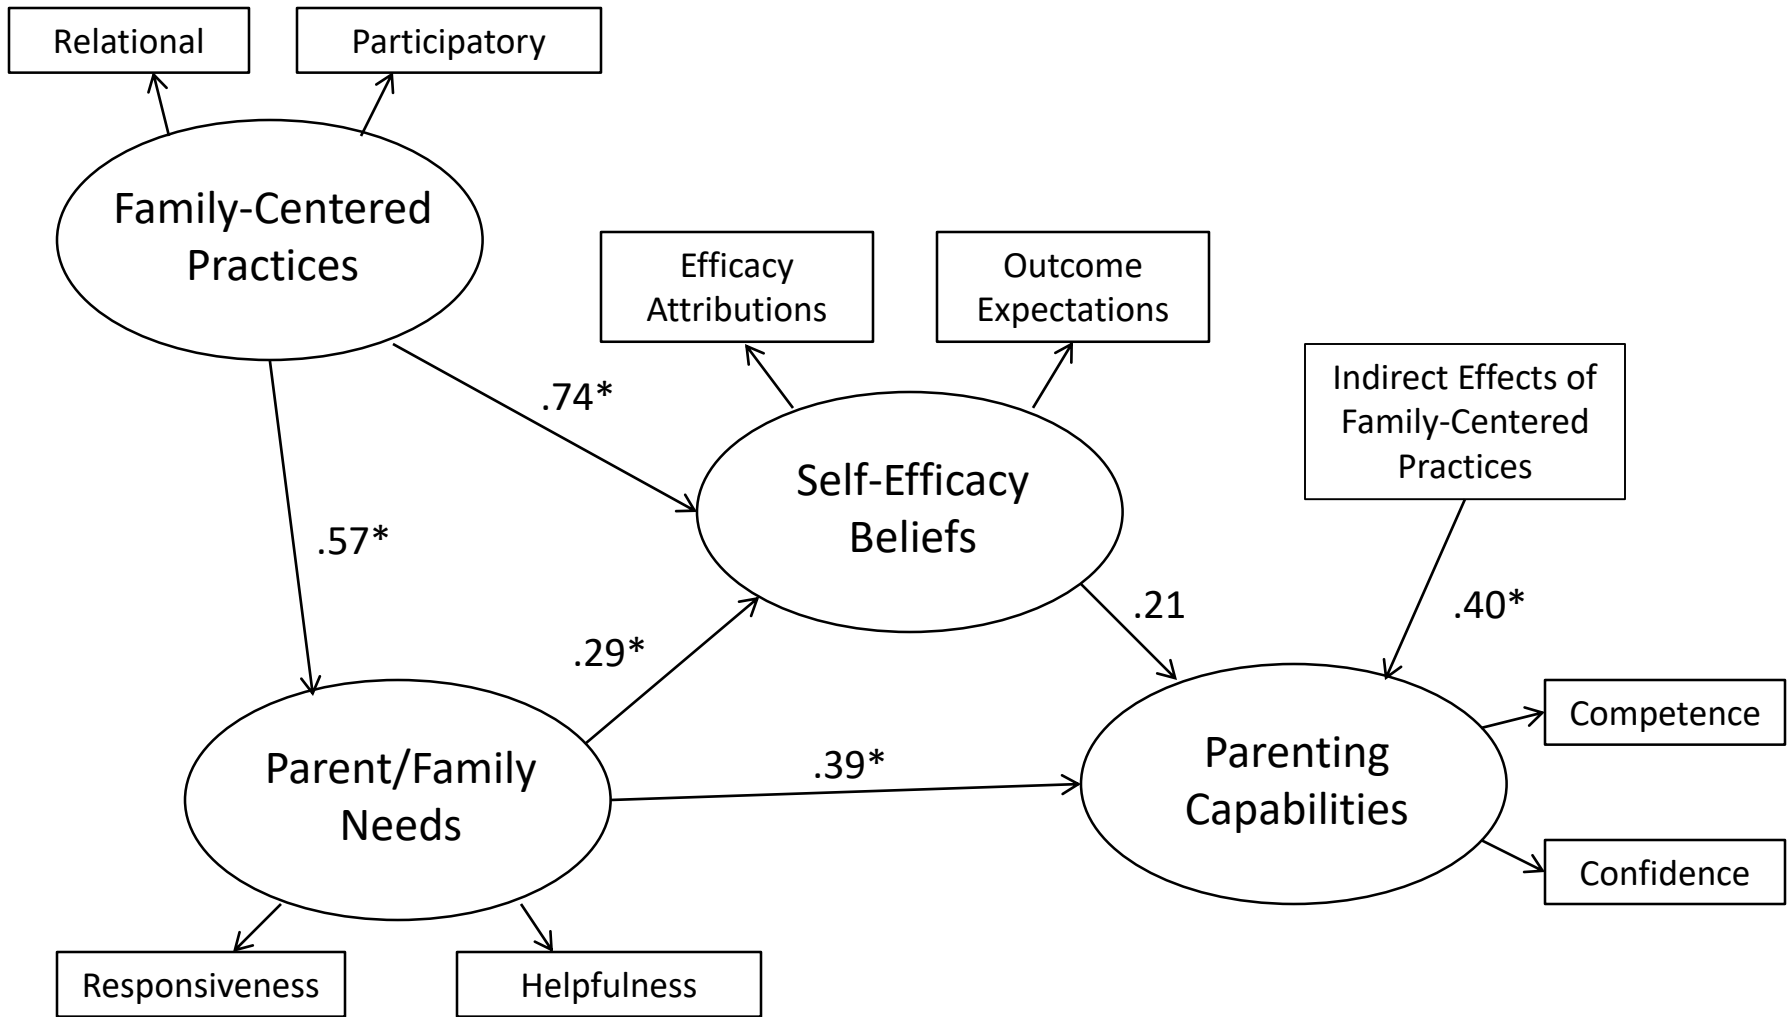 Relational
Participatory
Family-Centered
Practices
Efficacy
Attributions
Outcome
Expectations
Indirect Effects of
Family-Centered
Practices
.74*
Self-Efficacy
Beliefs
.57*
.21
.40*
.29*
Competence
Parent/Family
Needs
.39*
Parenting
Capabilities
Confidence
Responsiveness
Helpfulness